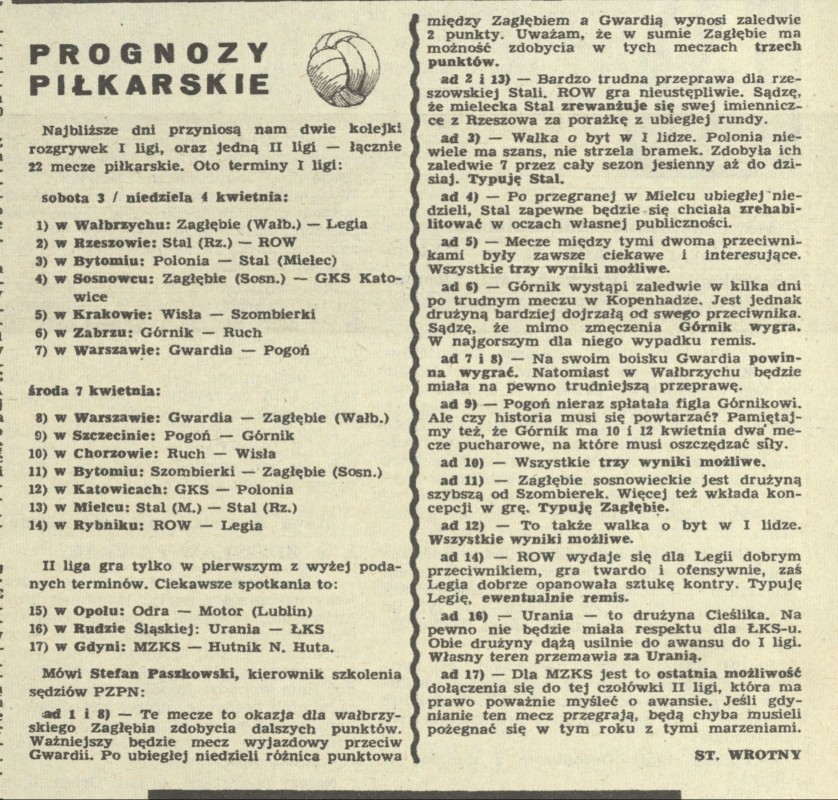 PROGNOZY
PIŁKARSKIE
Najbliższe dni przyniosą nam dwie kolejki
rozgrywek I ligi, oraz jedną II ligi — łącznie
22 mecze piłkarskie. Oto terminy I ligi:
sobota 3 / niedziela 4 kwietnia:
1) w Wałbrzychu: Zagłębie (Wałb.) — Legia
2) w Rzeszowie: Stal (Rz.) — ROW
3) w Bytomiu: Polonia — Stal (Mielec)
4) w Sosnowcu: Zagłębie (Sosn.) — GKS Kato-
wice
5) w Krakowie: Wisła — Szombierki
6) w Zabrzu: Górnik — Ruch
7) w Warszawie: Gwardia — Pogoń
środa 7 kwietnia:
8) w Warszawie: Gwardia — Zagłębie (Wałb.)
9) w Szczecinie: Pogoń — Górnik
10) w Chorzowie: Ruch — Wisła
11) w Bytomiu: Szombierki — Zagłębie (Sosn.)
12) w Katowicach: GKS — Polonia
13) w Mielcu: Stal (M.) — Stal (Rz.)
14) w Rybniku: ROW — Legia
II liga gra tylko w pierwszym z wyżej poda-
nych terminów. Ciekawsze spotkania to:
15) w Opolu: Odra — Motor (Lublin)
16) w Rudzie Śląskiej: Urania — ŁKS
17) w Gdyni: MZKS — Hutnik N. Huta.
Mówi Stefan Paszkowski, kierownik szkolenia
sędziów PZPN:
ad 1 i 8) — Te mecze to okazja dla wałbrzy-
skiego Zagłębia zdobycia dalszych punktów.
Ważniejszy będzie mecz wyjazdowy przeciw
Gwardii. Po ubiegłej niedzieli różnica punktowa
między Zagłębiem a Gwardią wynosi zaledwie
2 punkty. Uważam, że w sumie Zagłębie ma
możność zdobycia w tych meczach trzech
punktów.
ad 2 i 13) — Bardzo trudna przeprawa dla rze-
szowskiej Stali. ROW gra nieustępliwie. Sądzę,
że mielecka Stal zrewanżuje się swej imiennicz-
ce z Rzeszowa za porażkę z ubiegłej rundy.
ad 3) — Walka o byt w I lidze. Polonia nie-
wiele ma szans, nie strzela bramek. Zdobyła ich
zaledwie 7 przez cały sezon jesienny aż do dzi-
siaj. Typuję Stal.
ad 4) — Po przegranej w Mielcu ubiegłej nie-
dzieli, Stal zapewne będzie się chciała zrehabi-
litować w oczach własnej publiczności.
ad 5) — Mecze między tymi dwoma przeciwni-
kami były zawsze ciekawe i interesujące.
Wszystkie trzy wyniki możliwe.
ad 6) — Górnik wystąpi zaledwie w kilka dni
po trudnym meczu w Kopenhadze. Jest jednak
drużyną bardziej dojrzałą od swego przeciwnika.
Sądzę, że mimo zmęczenia Górnik wygra.
W najgorszym dla niego wypadku remis.
ad 7 i 8) — Na swoim boisku Gwardia powin-
na wygrać. Natomiast w Wałbrzychu będzie
miała na pewno trudniejszą przeprawę.
ad 9) — Pogoń nieraz spłatała figla Górnikowi.
Ale czy historia musi się powtarzać? Pamiętaj-
my też, że Górnik ma 10 i 12 kwietnia dwa me-
cze pucharowe, na które musi oszczędzać siły.
ad 10) — Wszystkie trzy wyniki możliwe.
ad 11) — Zagłębie sosnowieckie jest drużyną
szybszą od Szombierek. Więcej też wkłada kon-
cepcji w grę. Typuję Zagłębie.
ad 12) — To także walka o byt w I lidze.
Wszystkie wyniki możliwe.
ad 14) — ROW wydaje się dla Legii dobrym
przeciwnikiem, gra twardo i ofensywnie, zaś
Legia dobrze opanowała sztukę kontry. Typuję
Legię, ewentualnie remis.
ad 16) — Urania — to drużyna Cieślika. Na
pewno nie będzie miała respektu dla ŁKS-u.
Obie drużyny dążą usilnie do awansu do I ligi.
Własny teren przemawia za Uranią.
ad 17) — Dla MZKS jest to ostatnia możliwość
dołączenia się do tej czołówki II ligi, która ma
prawo poważnie myśleć o awansie. Jeśli gdy-
nianie ten mecz przegrają, będą chyba musieli
pożegnać się w tym roku z tymi marzeniami.
ST. WROTNY